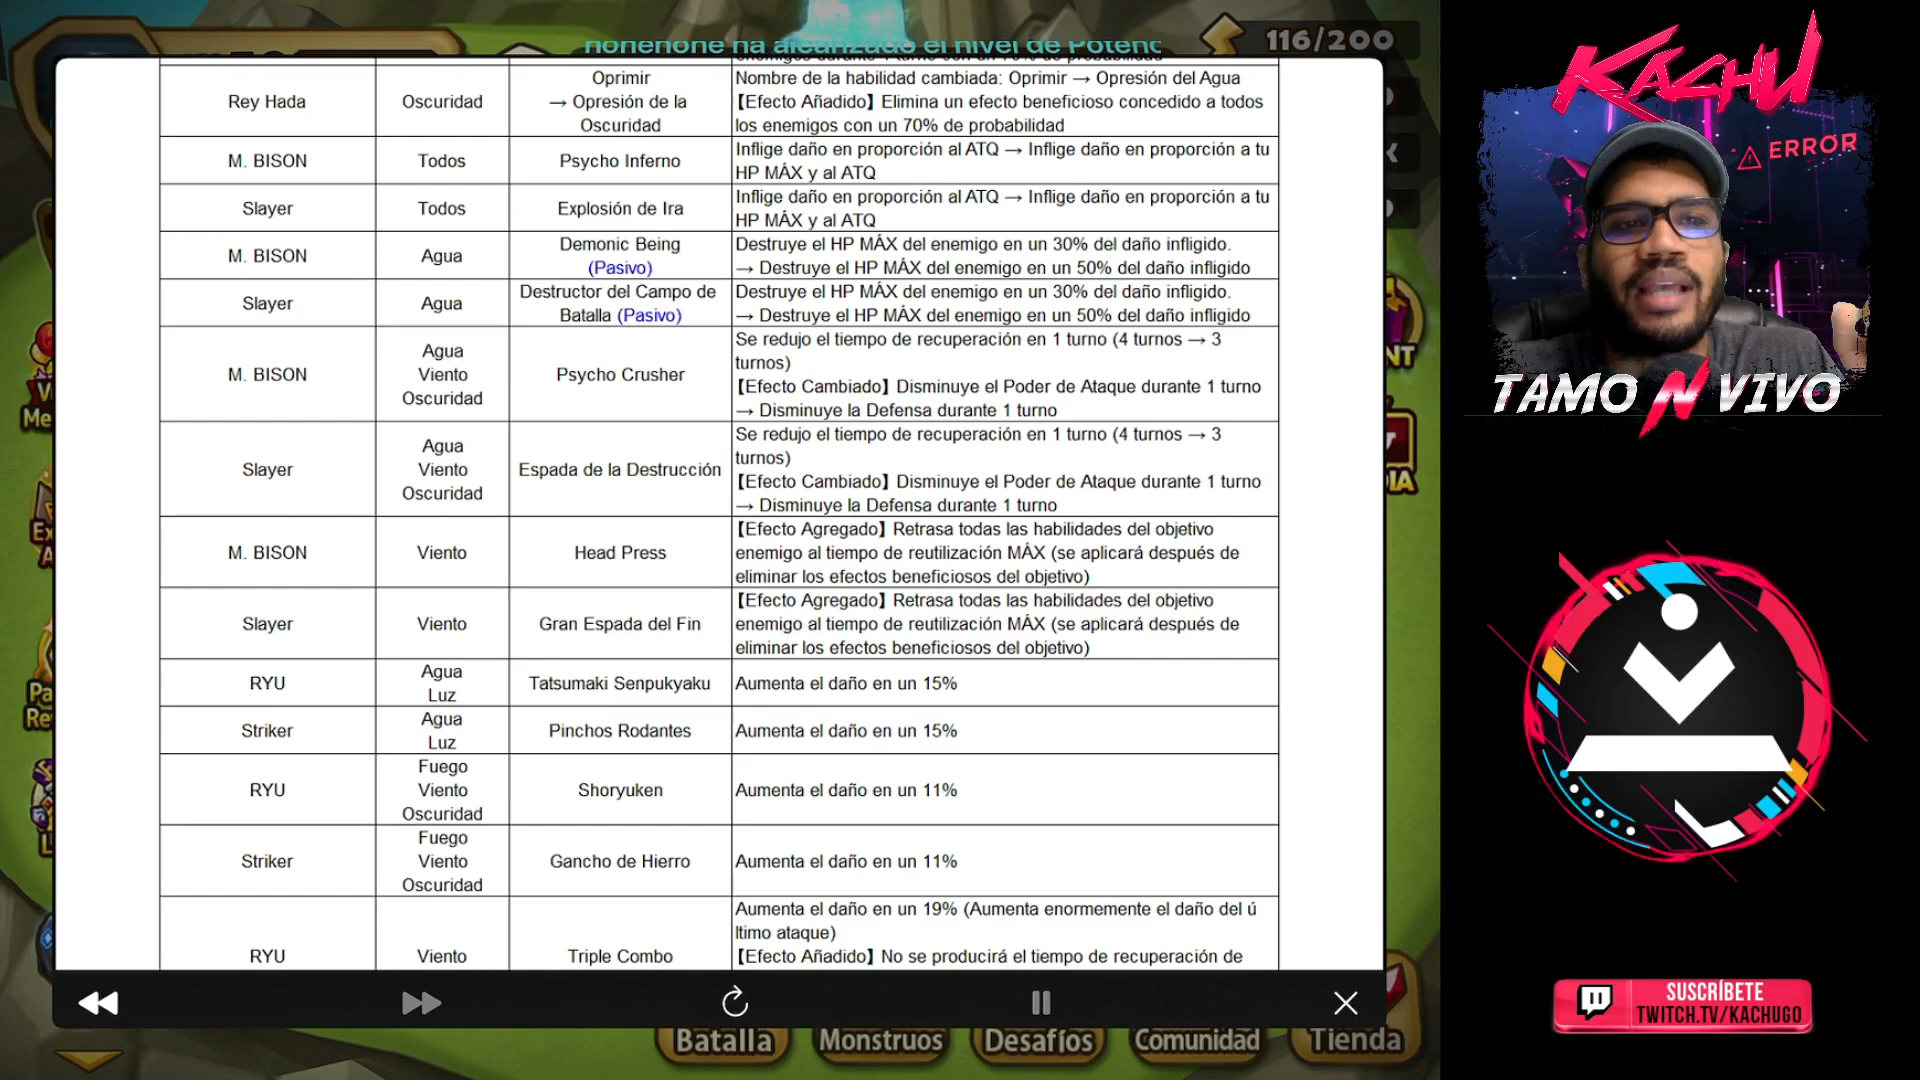 nohehohe ha alcanzado el nivel de Potenc
116/200
Rey Hada
Oscuridad
Oprimir
→ Opresión de la
Oscuridad
Nombre de la habilidad cambiada: Oprimir → Opresión del Agua
【Efecto Añadido】 Elimina un efecto beneficioso concedido a todos
los enemigos con un 70% de probabilidad
M. BISON
Todos
Psycho Inferno
Inflige daño en proporción al ATQ → Inflige daño en proporción a tu
HP MÁX y al ATQ
Slayer
Todos
Explosión de Ira
Inflige daño en proporción al ATQ → Inflige daño en proporción a tu
HP MÁX y al ATQ
M. BISON
Agua
Demonic Being
(Pasivo)
Destruye el HP MÁX del enemigo en un 30% del daño infligido.
→ Destruye el HP MÁX del enemigo en un 50% del daño infligido
Slayer
Agua
Destructor del Campo de
Batalla (Pasivo)
Destruye el HP MÁX del enemigo en un 30% del daño infligido.
→ Destruye el HP MÁX del enemigo en un 50% del daño infligido
M. BISON
Agua
Viento
Oscuridad
Psycho Crusher
Se redujo el tiempo de recuperación en 1 turno (4 turnos → 3
turnos)
【Efecto Cambiado】 Disminuye el Poder de Ataque durante 1 turno
→ Disminuye la Defensa durante 1 turno
Slayer
Agua
Viento
Oscuridad
Espada de la Destrucción
Se redujo el tiempo de recuperación en 1 turno (4 turnos → 3
turnos)
【Efecto Cambiado】 Disminuye el Poder de Ataque durante 1 turno
→ Disminuye la Defensa durante 1 turno
M. BISON
Viento
Head Press
【Efecto Agregado】 Retrasa todas las habilidades del objetivo
enemigo al tiempo de reutilización MÁX (se aplicará después de
eliminar los efectos beneficiosos del objetivo)
Slayer
Viento
Gran Espada del Fin
【Efecto Agregado】 Retrasa todas las habilidades del objetivo
enemigo al tiempo de reutilización MÁX (se aplicará después de
eliminar los efectos beneficiosos del objetivo)
RYU
Agua
Luz
Tatsumaki Senpukyaku
Aumenta el daño en un 15%
Striker
Agua
Luz
Pinchos Rodantes
Aumenta el daño en un 15%
RYU
Fuego
Viento
Oscuridad
Shoryuken
Aumenta el daño en un 11%
Striker
Fuego
Viento
Oscuridad
Gancho de Hierro
Aumenta el daño en un 11%
RYU
Viento
Triple Combo
Aumenta el daño en un 19% (Aumenta enormemente el daño del ú
ltimo ataque)
【Efecto Añadido】 No se producirá el tiempo de recuperación de
Batalla
Monstruos
Desafíos
Comunidad
Tienda
KACHU
ERROR
TAMO N VIVO
SUSCRÍBETE
TWITCH.TV/KACHUGO